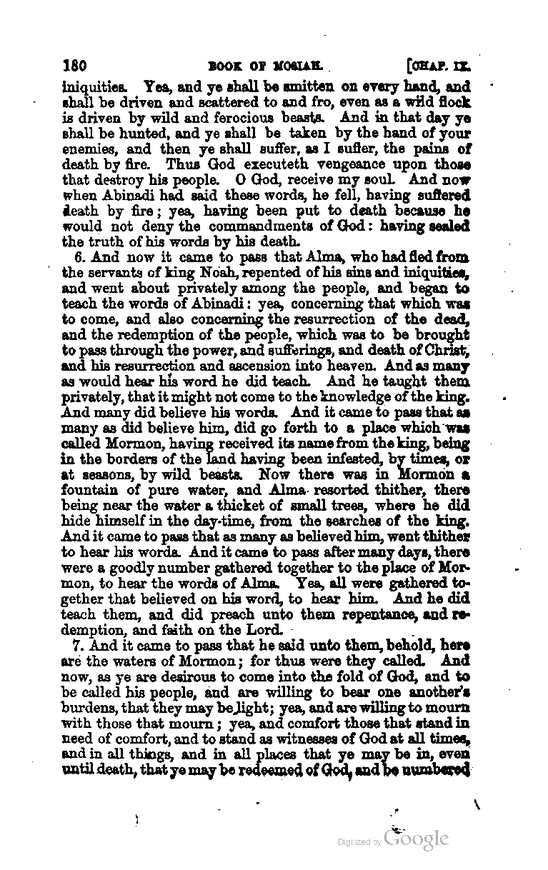 180 BOOK OF MOSIAH. [CHAP. IX.
iniquities. Yea, and ye shall be smitten on every hand, and
shall be driven and scattered to and fro, even as a wild flock
is driven by wild and ferocious beasts. And in that day ye
shall be hunted, and ye shall be taken by the hand of your
enemies, and then ye shall suffer, as I suffer, the pains of
death by fire. Thus God executeth vengeance upon those
that destroy his people. O God, receive my soul. And now
when Abinadi had said these words, he fell, having suffered
death by fire; yea, having been put to death because he
would not deny the commandments of God: having sealed
the truth of his words by his death.
6. And now it came to pass that Alma, who had fled from
the servants of king Noah, repented of his sins and iniquities,
and went about privately among the people, and began to
teach the words of Abinadi: yea, concerning that which was
to come, and also concerning the resurrection of the dead,
and the redemption of the people, which was to be brought
to pass through the power, and sufferings, and death of Christ,
and his resurrection and ascension into heaven. And as many
as would hear his word he did teach. And he taught them
privately, that it might not come to the knowledge of the king.
And many did believe his words. And it came to pass that as
many as did believe him, did go forth to a place which was
called Mormon, having received its name from the king, being
in the borders of the land having been infested, by times, or
at seasons, by wild beasts. Now there was in Mormon a
fountain of pure water, and Alma resorted thither, there
being near the water a thicket of small trees, where he did
hide himself in the day-time, from the searches of the king.
And it came to pass that as many as believed him, went thither
to hear his words. And it came to pass after many days, there
were a goodly number gathered together to the place of Mor-
mon, to hear the words of Alma. Yea, all were gathered to-
gether that believed on his word, to hear him. And he did
teach them, and did preach unto them repentance, and re-
demption, and faith on the Lord.
7. And it came to pass that he said unto them, behold, here
are the waters of Mormon; for thus were they called. And
now, as ye are desirous to come into the fold of God, and to
be called his people, and are willing to bear one another's
burdens, that they may be light; yea, and are willing to mourn
with those that mourn; yea, and comfort those that stand in
need of comfort, and to stand as witnesses of God at all times,
and in all things, and in all places that ye may be in, even
until death, that ye may be redeemed of God, and be numbered
Digitized by Google